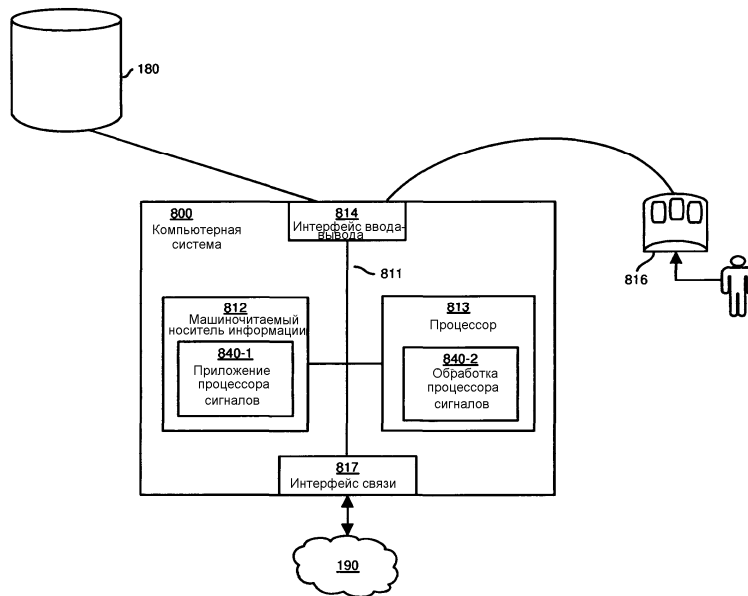 180
800
Компьютерная
система
814
Интерфейс ввода-
вывода
811
816
812
Машиночитаемый
носитель информации
840-1
Приложение
процессора
сигналов
813
Процессор
840-2
Обработка
процессора
сигналов
817
Интерфейс связи
190